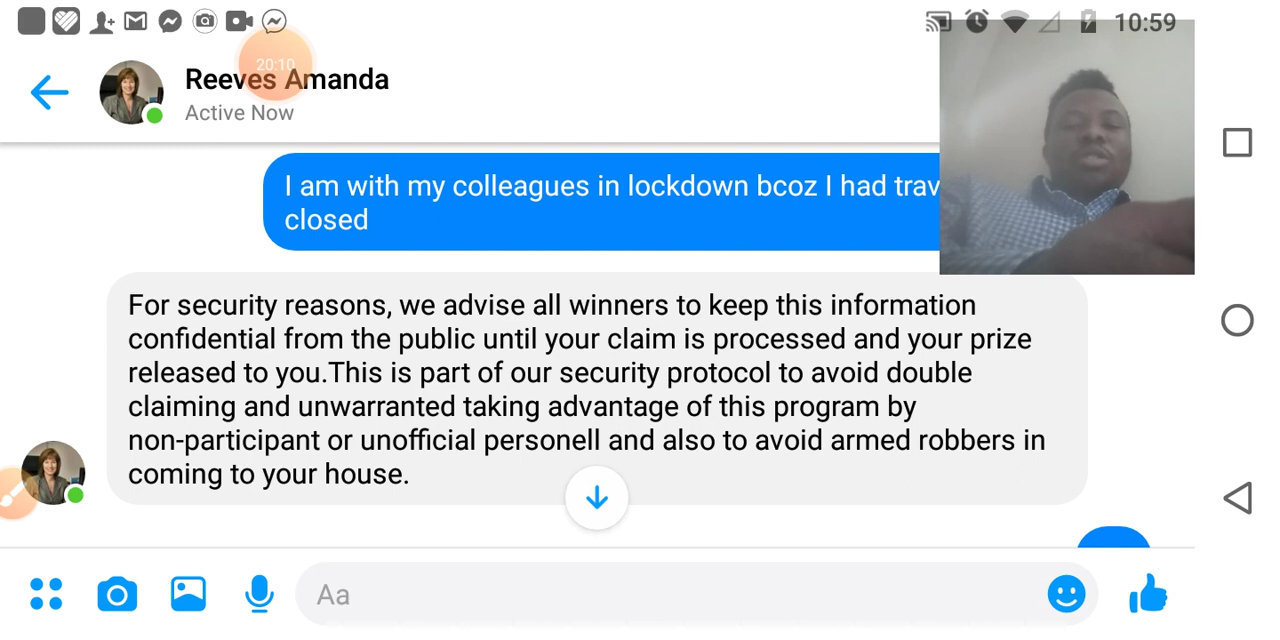 10:59
20:10
Reeves Amanda
Active Now
I am with my colleagues in lockdown bcoz I had trav
closed
For security reasons, we advise all winners to keep this information
confidential from the public until your claim is processed and your prize
released to you.This is part of our security protocol to avoid double
claiming and unwarranted taking advantage of this program by
non-participant or unofficial personell and also to avoid armed robbers in
coming to your house.
Aa